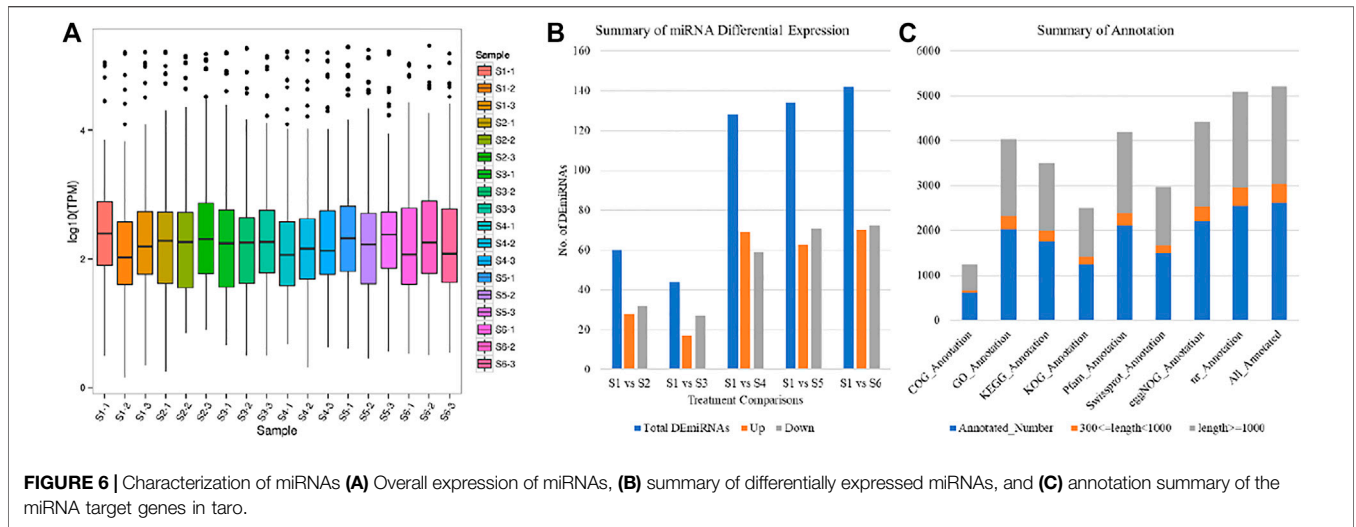 A
log10(TPM)
4
2
0
S1-1
S1-2
S1-3
S2-1
S2-2
S2-3
S3-1
S3-2
S3-3
S4-1
S4-2
S4-3
S5-1
S5-2
S5-3
S6-1
S6-2
S6-3
Sample
Sample
S1-1
S1-2
S1-3
S2-1
S2-2
S2-3
S3-1
S3-2
S3-3
S4-1
S4-2
S4-3
S5-1
S5-2
S5-3
S6-1
S6-2
S6-3
B
Summary of miRNA Differential Expression
No. of DEmiRNAs
160
140
120
100
80
60
40
20
0
S1 vs S2
S1 vs S3
S1 vs S4
S1 vs S5
S1 vs S6
Treatment Comparisons
Total DEmiRNAs
Up
Down
C
Summary of Annotation
6000
5000
4000
3000
2000
1000
0
COG_Annotation
GO_Annotation
KEGG_Annotation
KOG_Annotation
Pfam_Annotation
Swissprot_Annotation
eggNOG_Annotation
nr_Annotation
All_Annotated
Annotated_Number
300<=length<1000
length>=1000
FIGURE 6 | Characterization of miRNAs (A) Overall expression of miRNAs, (B) summary of differentially expressed miRNAs, and (C) annotation summary of the
miRNA target genes in taro.